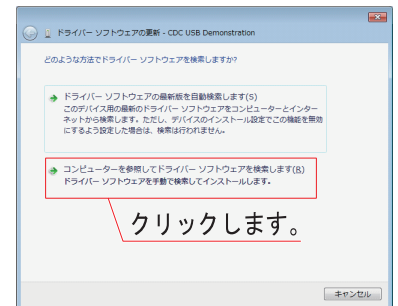 ドライバー ソフトウェアの更新 - CDC USB Demonstration
どのような方法でドライバー ソフトウェアを検索しますか?
ドライバー ソフトウェアの最新版を自動検索します(S)
このデバイス用の最新のドライバー ソフトウェアをコンピューターとインター
ネットから検索します。ただし、デバイスのインストール設定でこの機能を無効
にするよう設定した場合は、検索は行われません。
コンピューターを参照してドライバー ソフトウェアを検索します(R)
ドライバー ソフトウェアを手動で検索してインストールします。
クリックします。
キャンセル